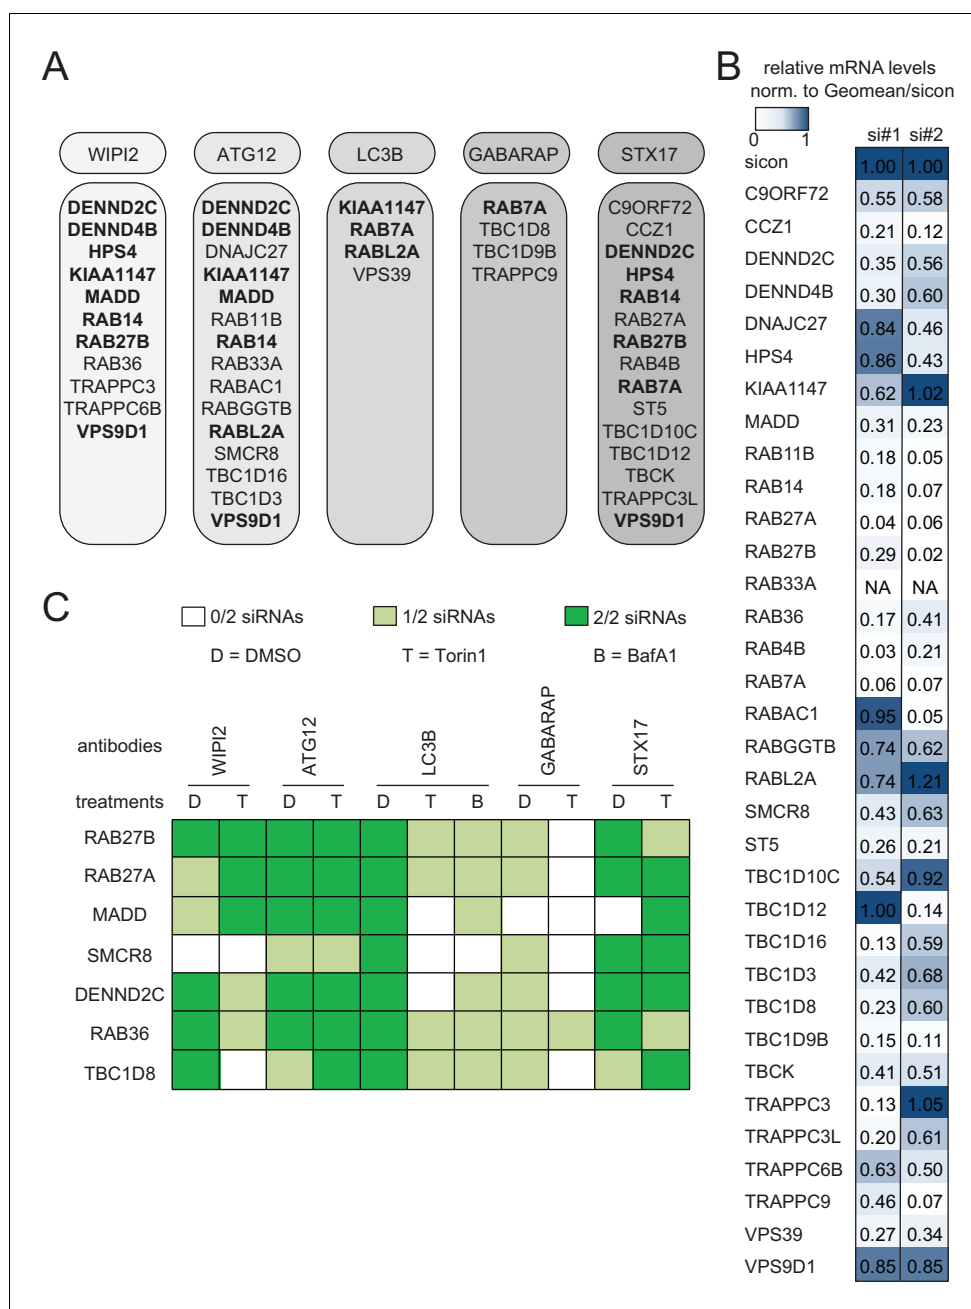 A
WIPI2
DENND2C
DENND4B
HPS4
KIAA1147
MADD
RAB14
RAB27B
RAB36
TRAPPC3
TRAPPC6B
VPS9D1
ATG12
DENND2C
DENND4B
DNAJC27
KIAA1147
MADD
RAB11B
RAB14
RAB33A
RABAC1
RABGGTB
RABL2A
SMCR8
TBC1D16
TBC1D3
VPS9D1
LC3B
KIAA1147
RAB7A
RABL2A
VPS39
GABARAP
RAB7A
TBC1D8
TBC1D9B
TRAPPC9
STX17
C9ORF72
CCZ1
DENND2C
HPS4
RAB14
RAB27A
RAB27B
RAB4B
RAB7A
ST5
TBC1D10C
TBC1D12
TBCK
TRAPPC3L
VPS9D1
B
relative mRNA levels
norm. to Geomean/sicon
0 1
si#1 si#2
sicon 1.00 1.00
C9ORF72 0.55 0.58
CCZ1 0.21 0.12
DENND2C 0.35 0.56
DENND4B 0.30 0.60
DNAJC27 0.84 0.46
HPS4 0.86 0.43
KIAA1147 0.62 1.02
MADD 0.31 0.23
RAB11B 0.18 0.05
RAB14 0.18 0.07
RAB27A 0.04 0.06
RAB27B 0.29 0.02
RAB33A NA NA
RAB36 0.17 0.41
RAB4B 0.03 0.21
RAB7A 0.06 0.07
RABAC1 0.95 0.05
RABGGTB 0.74 0.62
RABL2A 0.74 1.21
SMCR8 0.43 0.63
ST5 0.26 0.21
TBC1D10C 0.54 0.92
TBC1D12 1.00 0.14
TBC1D16 0.13 0.59
TBC1D3 0.42 0.68
TBC1D8 0.23 0.60
TBC1D9B 0.15 0.11
TBCK 0.41 0.51
TRAPPC3 0.13 1.05
TRAPPC3L 0.20 0.61
TRAPPC6B 0.63 0.50
TRAPPC9 0.46 0.07
VPS39 0.27 0.34
VPS9D1 0.85 0.85
C
0/2 siRNAs 1/2 siRNAs 2/2 siRNAs
D = DMSO T = Torin1 B = BafA1
antibodies WIPI2 ATG12 LC3B GABARAP STX17
treatments D T D T D T B D T D T
RAB27B
RAB27A
MADD
SMCR8
DENND2C
RAB36
TBC1D8